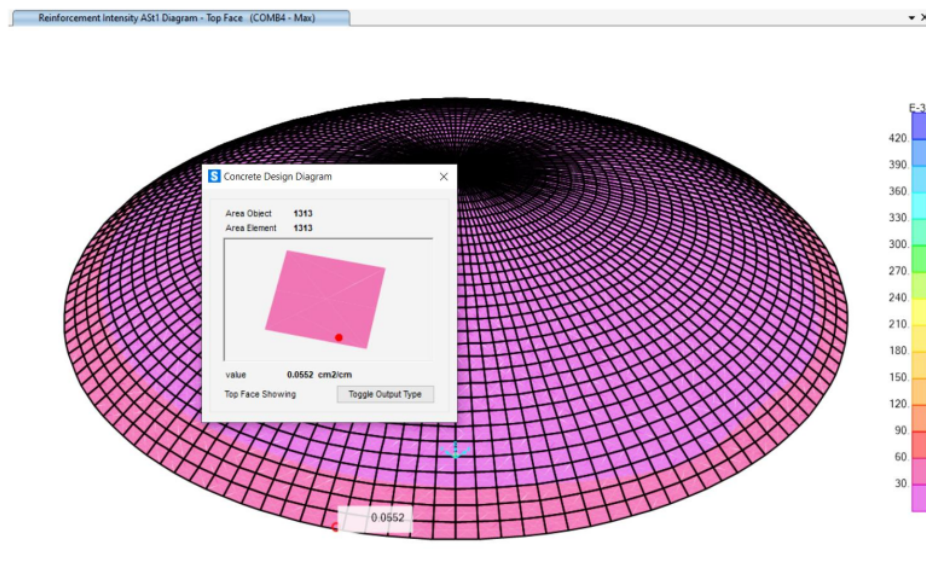 Reinforcement Intensity ASt1 Diagram - Top Face (COMB4 - Max)
E-3
420.
390.
360.
330.
300.
270.
240.
210.
180.
150.
120.
90.
60.
30.
S Concrete Design Diagram
Area Object 1313
Area Element 1313
value 0.0552 cm2/cm
Top Face Showing Toggle Output Type
0.0552